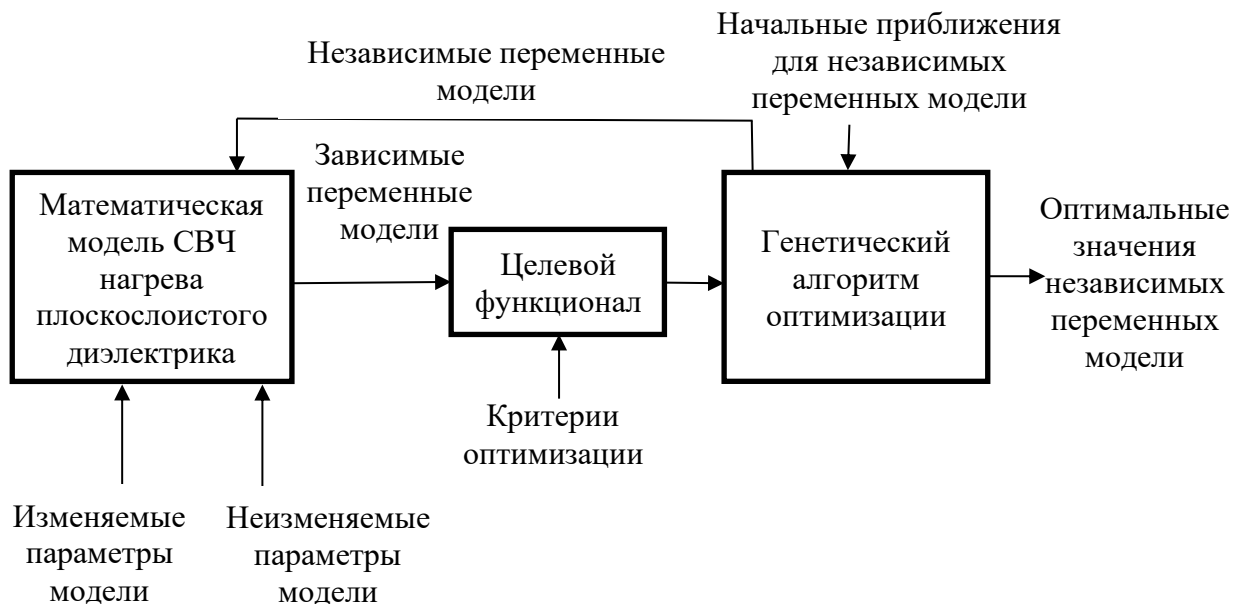 Начальные приближения
для независимых
переменных модели
Независимые переменные
модели
Зависимые
переменные
модели
Математическая
модель СВЧ
нагрева
плоскослоистого
диэлектрика
Целевой
функционал
Генетический
алгоритм
оптимизации
Оптимальные
значения
независимых
переменных
модели
Критерии
оптимизации
Изменяемые
параметры
модели
Неизменяемые
параметры
модели